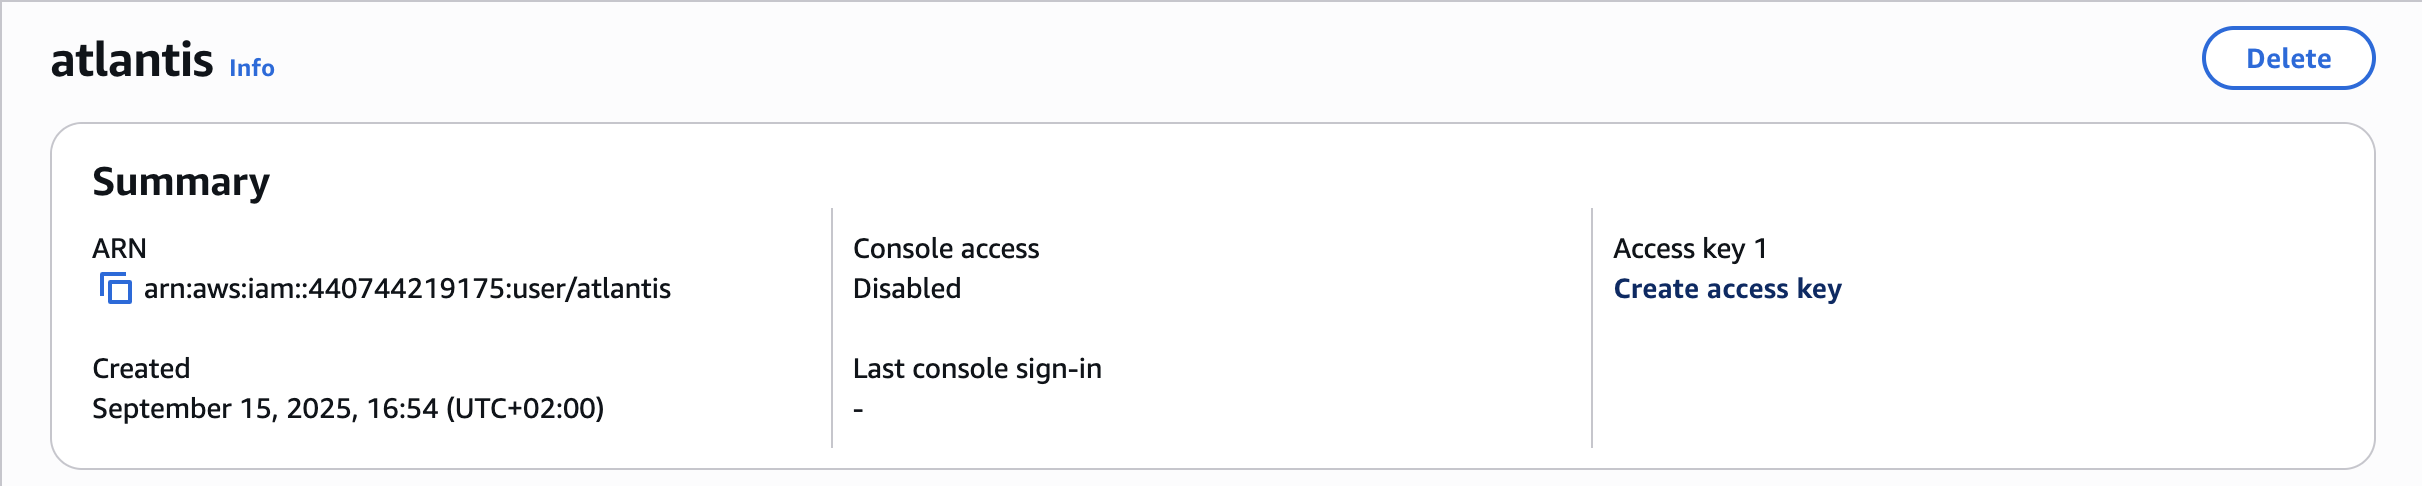 atlantis Info
Delete
Summary
ARN
arn:aws:iam::440744219175:user/atlantis
Created
September 15, 2025, 16:54 (UTC+02:00)
Console access
Disabled
Last console sign-in
-
Access key 1
Create access key